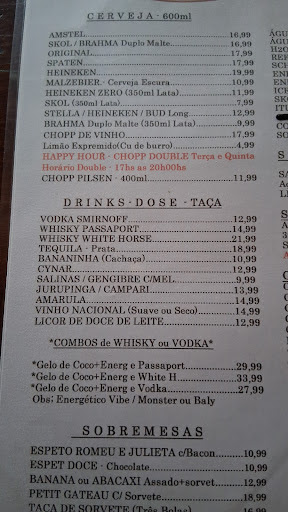 CERVEJA - 600ml
AMSTEL 16,99
SKOL / BRAHMA Duplo Malte 16,99
ORIGINAL 17,99
SPATEN 17,99
HEINEKEN 19,99
MALZEBIER - Cerveja Escura 10,99
HEINEKEN ZERO (350ml Lata) 11,99
SKOL (350ml Lata) 7,99
STELLA / HEINEKEN / BUD Long 12,99
BRAHMA Duplo Malte (350ml Lata) 9,99
CHOPP DE VINHO 17,99
Limão Expremido(Cu de burro) 4,99
HAPPY HOUR - CHOPP DOUBLE Terça e Quinta
Horário Double - 17hs as 20h00hs
CHOPP PILSEN - 400ml 11,99
DRINKS - DOSE - TAÇA
VODKA SMIRNOFF 12,99
WHISKY PASSAPORT 14,99
WHISKY WHITE HORSE 21,99
TEQUILA - Prata 25,99
BANANINHA (Cachaça) 10,99
CYNAR 12,99
SALINAS / GENGIBRE C/MEL 9,99
JURUPINGA / CAMPARI 13,99
AMARULA 14,99
VINHO NACIONAL (Suave ou Seco) 14,99
LICOR DE DOCE DE LEITE 12,99
*COMBOS de WHISKY ou VODKA*
*Gelo de Coco+Energ e Passaport 29,99
*Gelo de Coco+Energ e White H 33,99
*Gelo de Coco+Energ e Vodka 27,99
Obs; Energético Vibe / Monster ou Baly
SOBREMESAS
ESPETO ROMEU E JULIETA c/Bacon 10,99
ESPET DOCE - Chocolate 10,99
BANANA ou ABACAXI Assado+sorvet 12,99
PETIT GATEAU C/ Sorvete 18,99
TAÇA DE SORVETE (Três Bolas)